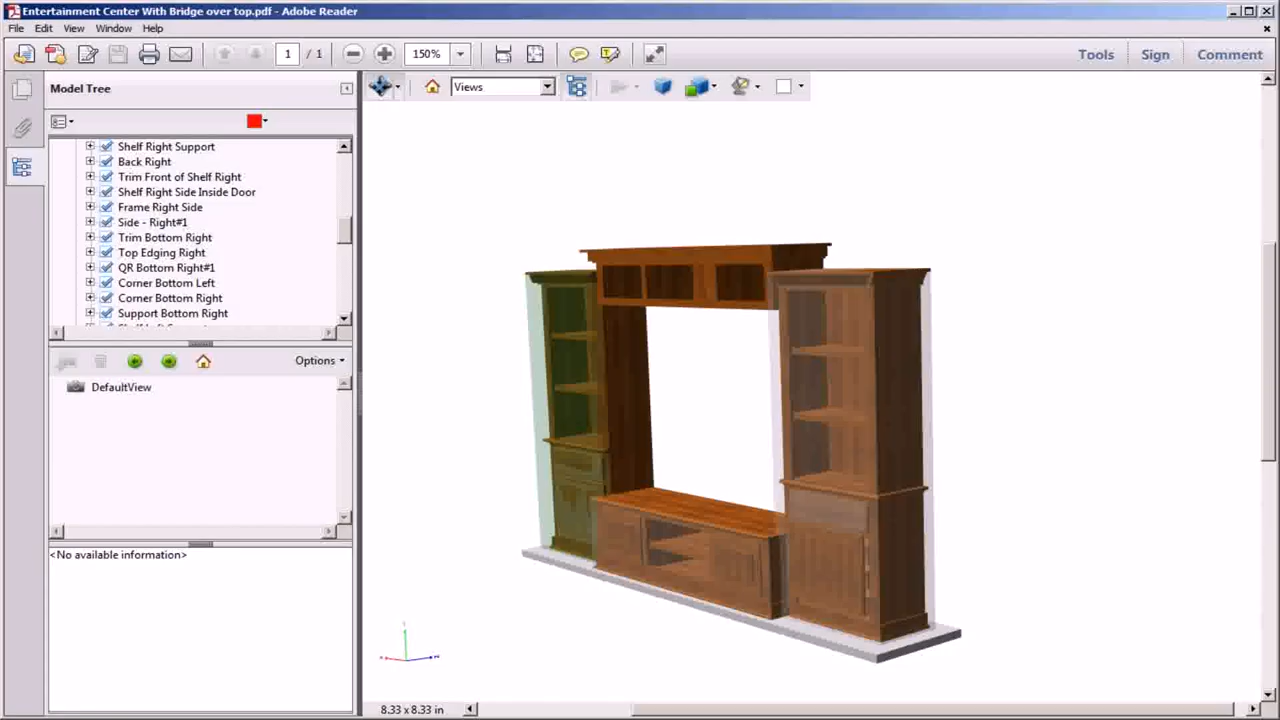 Entertainment Center With Bridge over top.pdf - Adobe Reader
File Edit View Window Help
1 / 1 150% Tools Sign Comment
Model Tree
Views
Shelf Right Support
Back Right
Trim Front of Shelf Right
Shelf Right Side Inside Door
Frame Right Side
Side - Right#1
Trim Bottom Right
Top Edging Right
QR Bottom Right#1
Corner Bottom Left
Corner Bottom Right
Support Bottom Right
Options
DefaultView
<No available information>
8.33 x 8.33 in